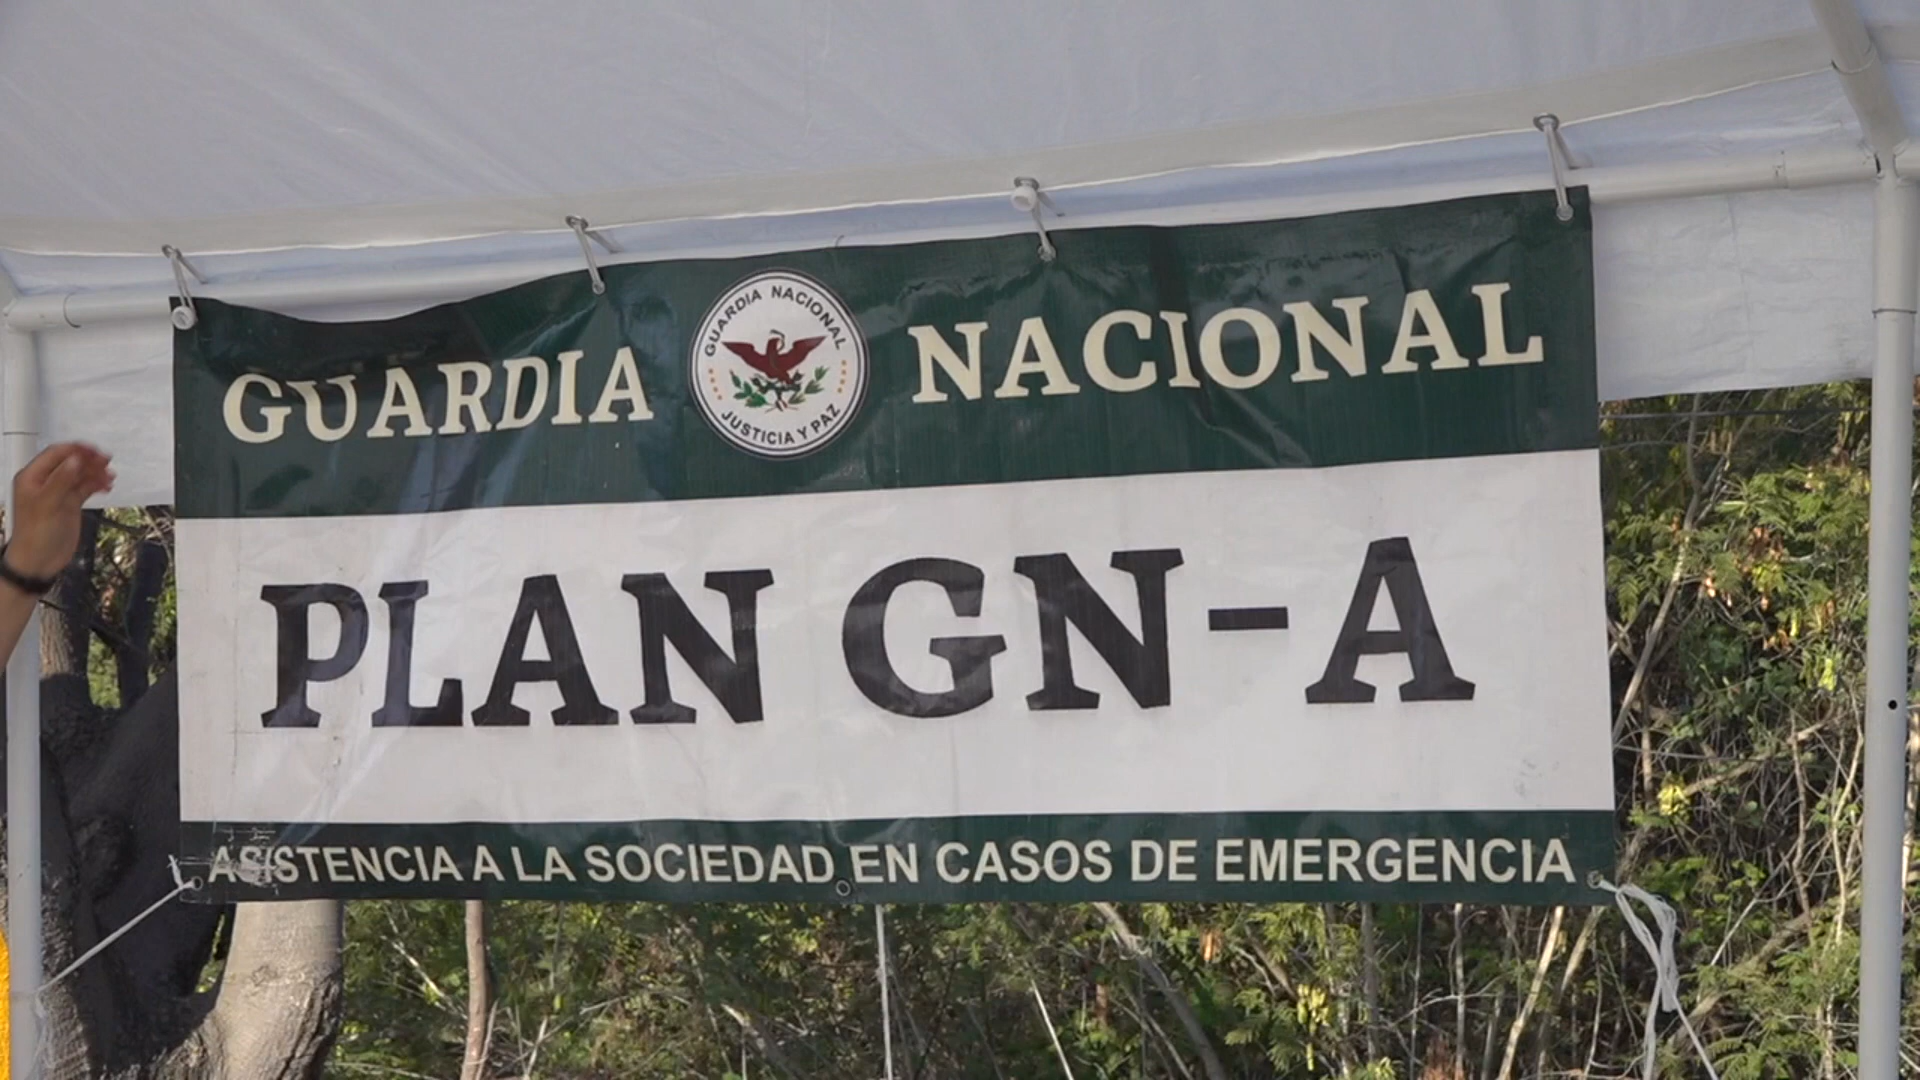 GUARDIA NACIONAL
GUARDIA NACIONAL
JUSTICIA Y PAZ
PLAN GN-A
ASISTENCIA A LA SOCIEDAD EN CASOS DE EMERGENCIA